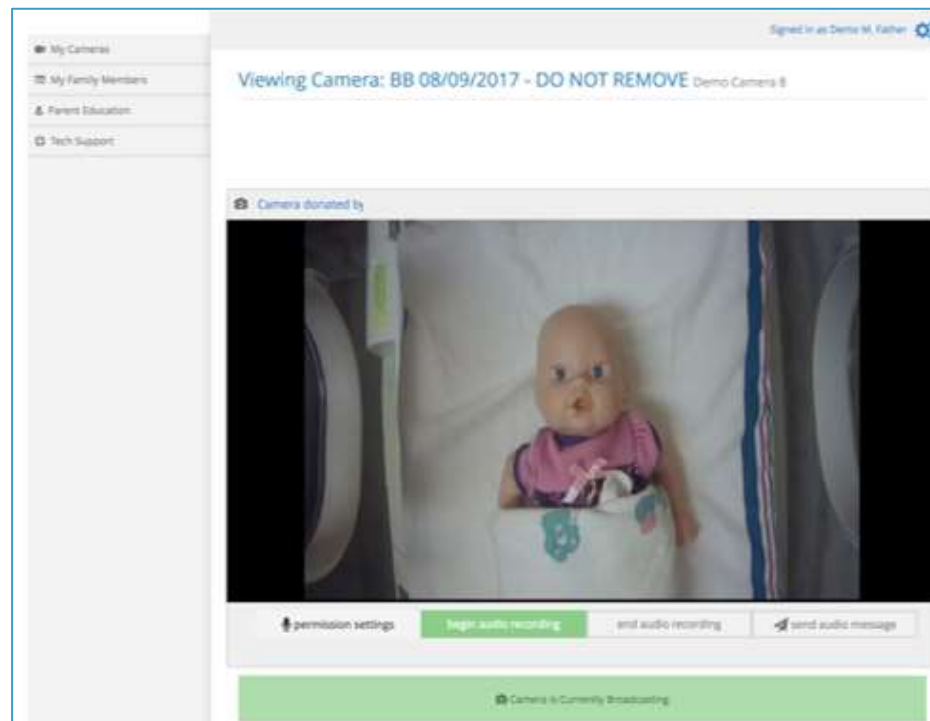 Signed in as Demo M. Father
My Cameras
My Family Members
Parent Education
Tech Support
Viewing Camera: BB 08/09/2017 - DO NOT REMOVE Demo Camera 8
Camera donated by
permission settings
begin audio recording
end audio recording
send audio message
Camera is Currently Broadcasting